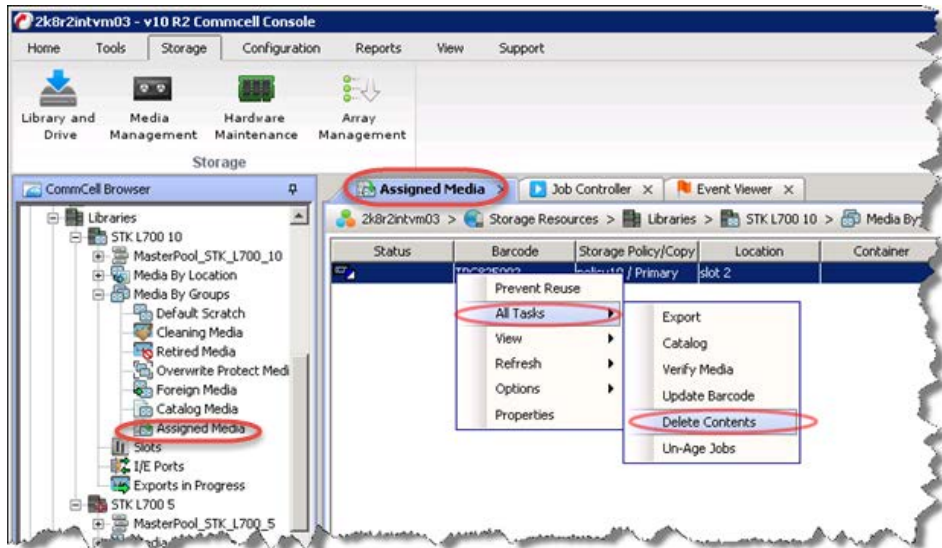 2k8r2intvm03 - v10 R2 Commcell Console
Home Tools Storage Configuration Reports View Support
Library and Drive
Media Management
Hardware Maintenance
Array Management
Storage
CommCell Browser
Assigned Media
Job Controller
Event Viewer
2k8r2intvm03 > Storage Resources > Libraries > STK L700 10 > Media By
Libraries
STK L700 10
MasterPool_STK_L700_10
Media By Location
Media By Groups
Default Scratch
Cleaning Media
Retired Media
Overwrite Protect Medi
Foreign Media
Catalog Media
Assigned Media
Slots
I/E Ports
Exports in Progress
STK L700 5
MasterPool_STK_L700_5
Status Barcode Storage Policy/Copy Location Container
/ Primary slot 2
Prevent Reuse
All Tasks
View
Refresh
Options
Properties
Export
Catalog
Verify Media
Update Barcode
Delete Contents
Un-Age Jobs